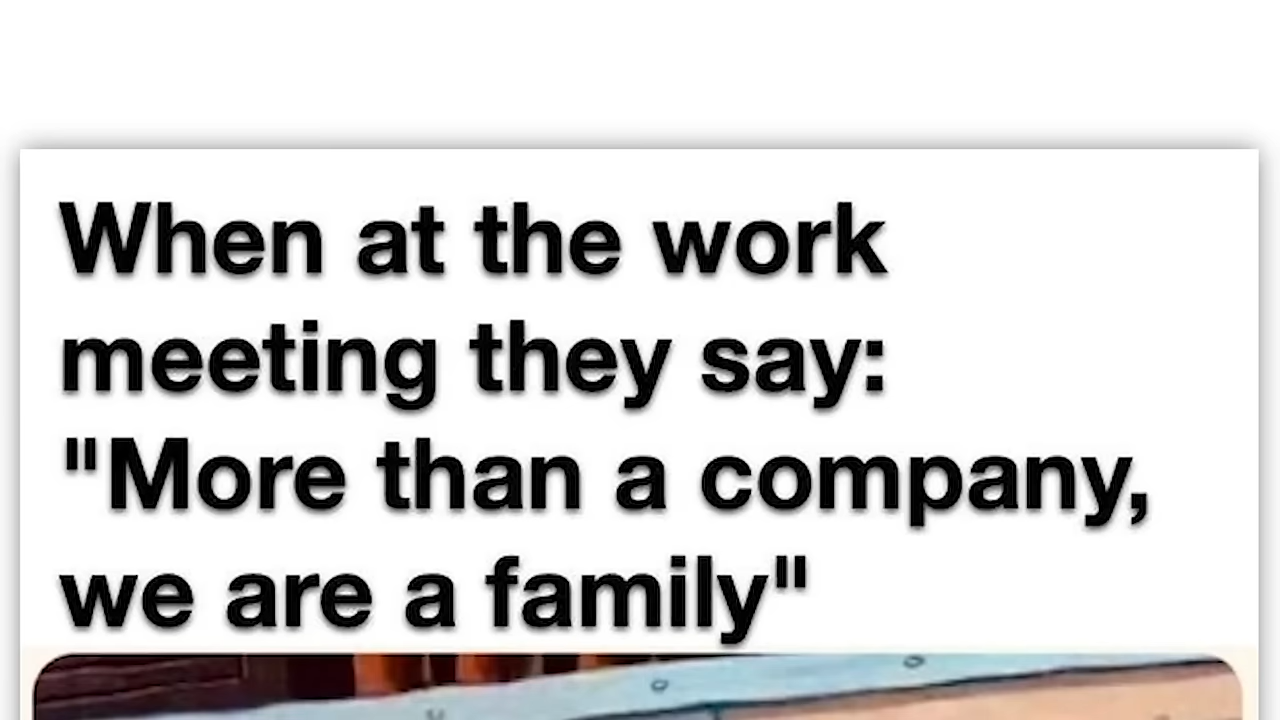 When at the work
meeting they say:
"More than a company,
we are a family"